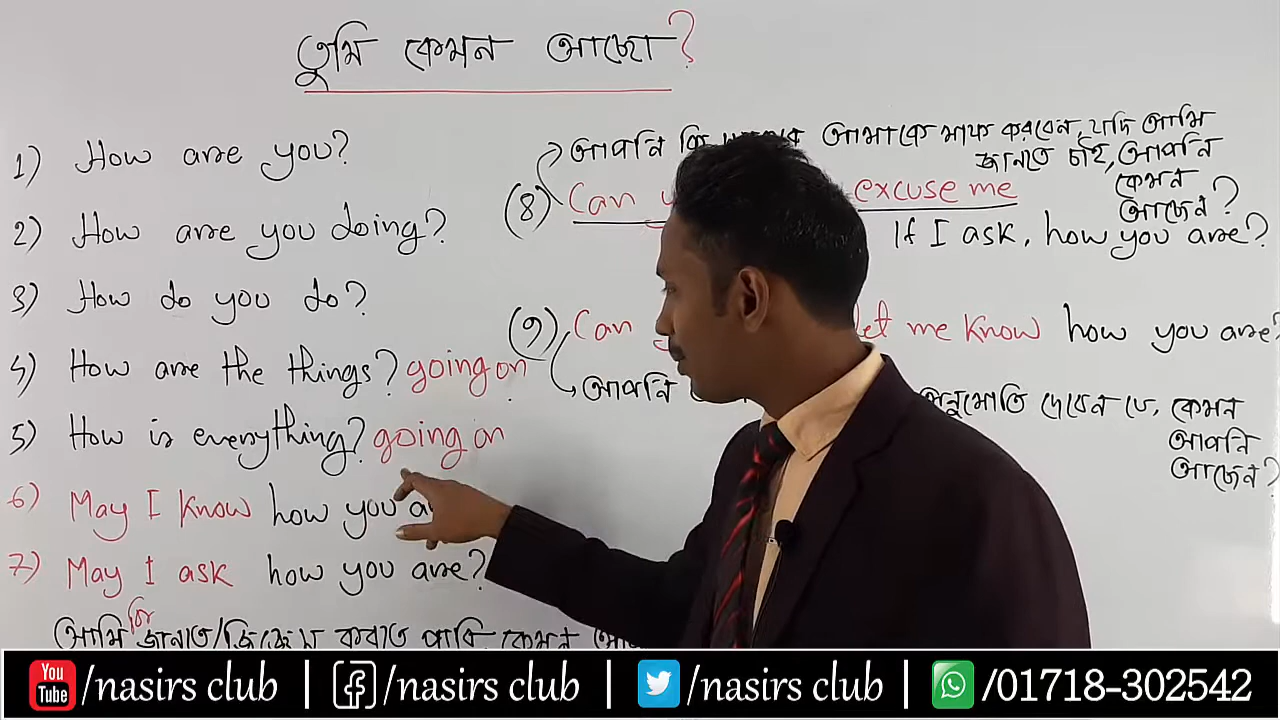 তুমি কেমন আছো?
1) How are you?
2) How are you doing?
3) How do you do?
4) How are the things? going on
5) How is everything? going on
6) May I know how you
7) May I ask how you are?
আমি কি জানতে/জিজ্ঞেস করতে পারি, কেমন
আপনি কি আমাকে মাফ করবেন, যদি আমি
জানতে চাই, আপনি
কেমন
আছেন?
(8) Can excuse me
If I ask, how you are?
(9) Can let me know how you are?
আপনি অনুমোতি দেবেন যে, কেমন
আপনি
আছেন?
You Tube /nasirs club | f /nasirs club | /nasirs club | /01718-302542